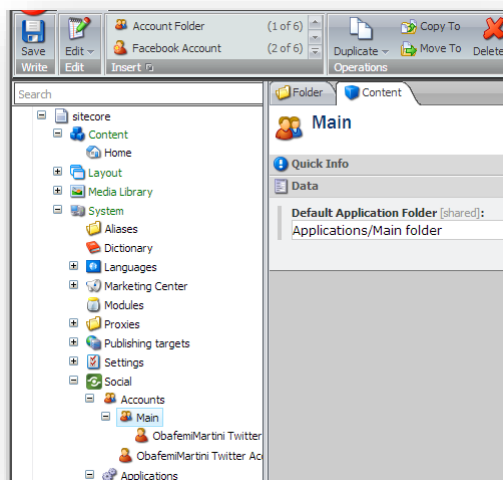 Save
Write
Edit
Edit
Account Folder
(1 of 6)
Facebook Account
(2 of 6)
Insert
Duplicate
Copy To
Move To
Delete
Operations
Search
sitecore
Content
Home
Layout
Media Library
System
Aliases
Dictionary
Languages
Marketing Center
Modules
Proxies
Publishing targets
Settings
Social
Accounts
Main
ObafemiMartini Twitter
ObafemiMartini Twitter Acc
Applications
Folder
Content
Main
Quick Info
Data
Default Application Folder [shared]:
Applications/Main folder